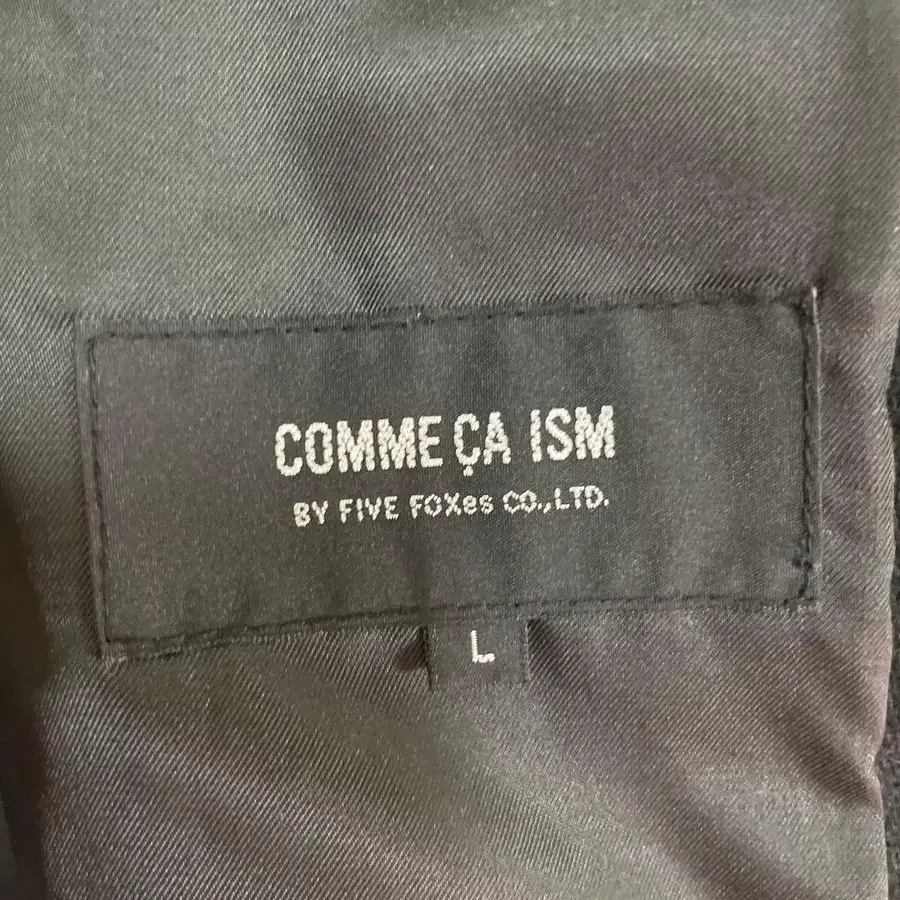 COMME ÇA ISM
BY FIVE FOXes CO.,LTD.
L